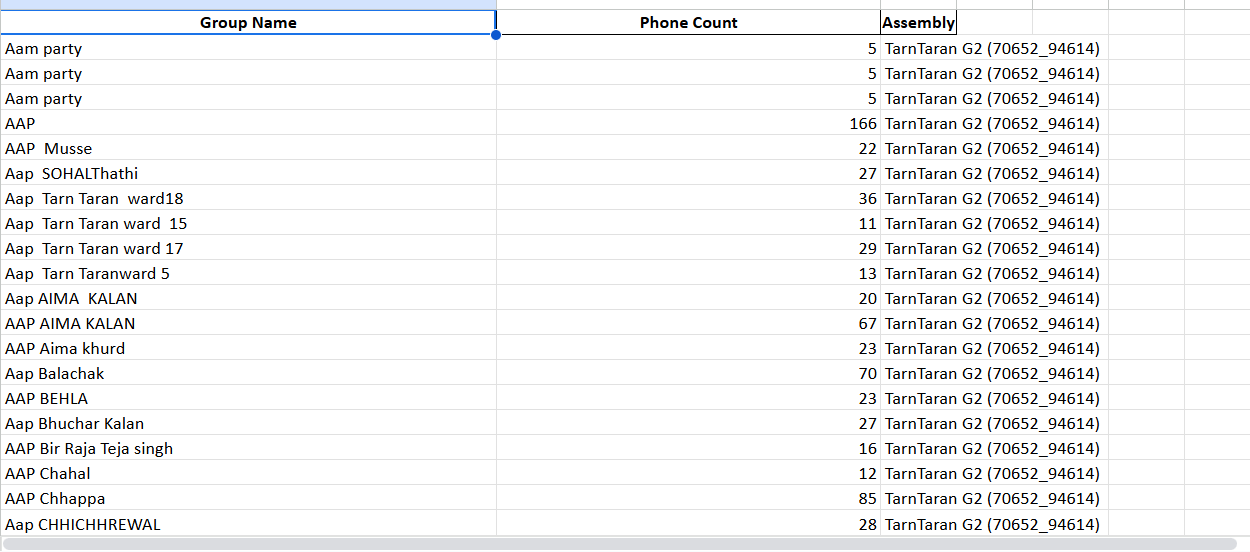 Group Name Phone Count Assembly
Aam party 5 TarnTaran G2 (70652_94614)
Aam party 5 TarnTaran G2 (70652_94614)
Aam party 5 TarnTaran G2 (70652_94614)
AAP 166 TarnTaran G2 (70652_94614)
AAP  Musse 22 TarnTaran G2 (70652_94614)
Aap  SOHALThathi 27 TarnTaran G2 (70652_94614)
Aap  Tarn Taran  ward18 36 TarnTaran G2 (70652_94614)
Aap  Tarn Taran ward  15 11 TarnTaran G2 (70652_94614)
Aap  Tarn Taran ward 17 29 TarnTaran G2 (70652_94614)
Aap  Tarn Taranward 5 13 TarnTaran G2 (70652_94614)
Aap AIMA  KALAN 20 TarnTaran G2 (70652_94614)
AAP AIMA KALAN 67 TarnTaran G2 (70652_94614)
AAP Aima khurd 23 TarnTaran G2 (70652_94614)
Aap Balachak 70 TarnTaran G2 (70652_94614)
AAP BEHLA 23 TarnTaran G2 (70652_94614)
Aap Bhuchar Kalan 27 TarnTaran G2 (70652_94614)
AAP Bir Raja Teja singh 16 TarnTaran G2 (70652_94614)
AAP Chahal 12 TarnTaran G2 (70652_94614)
AAP Chhappa 85 TarnTaran G2 (70652_94614)
Aap CHHICHHREWAL 28 TarnTaran G2 (70652_94614)